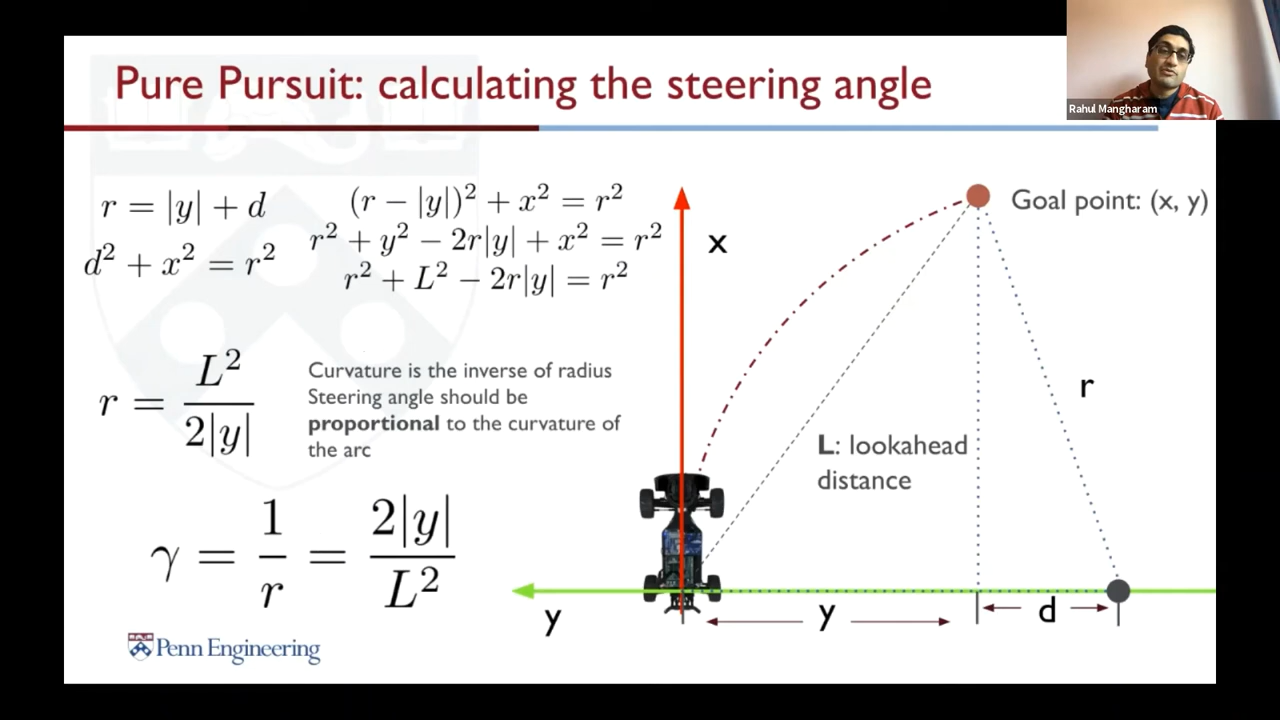 Pure Pursuit: calculating the steering angle
Rahul Mangharam
r = |y| + d
d² + x² = r²
(r − |y|)² + x² = r²
r² + y² − 2r|y| + x² = r²
r² + L² − 2r|y| = r²
r = L² / 2|y|
Curvature is the inverse of radius
Steering angle should be
proportional to the curvature of
the arc
γ = 1/r = 2|y| / L²
Penn Engineering
x
Goal point: (x, y)
r
L: lookahead
distance
y
y
d